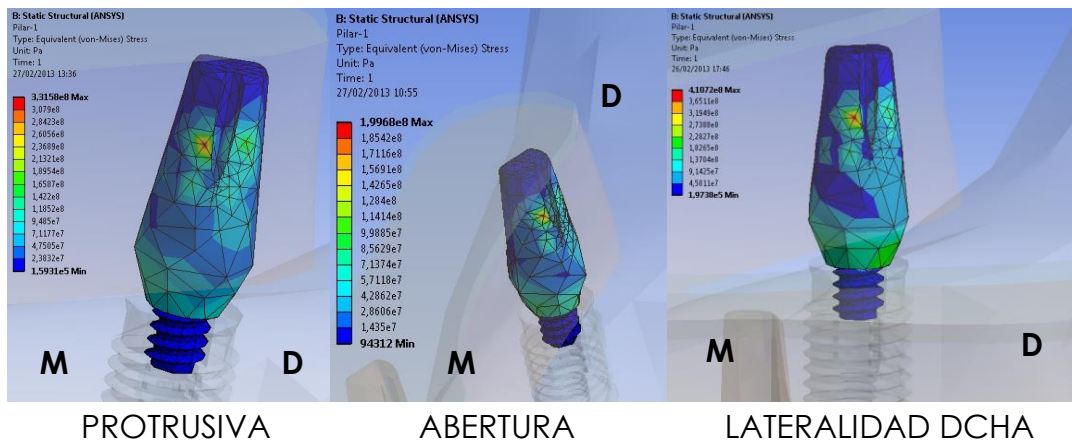 B: Static Structural (ANSYS)
Pilar-1
Type: Equivalent (von-Mises) Stress
Unit: Pa
Time: 1
27/02/2013 13:36
3,3158e8 Max
3,079e8
2,8423e8
2,6056e8
2,3689e8
2,1321e8
1,8954e8
1,6587e8
1,422e8
1,1852e8
9,485e7
7,1177e7
4,7505e7
2,3832e7
1,5931e5 Min
M
D
B: Static Structural (ANSYS)
Pilar-1
Type: Equivalent (von-Mises) Stress
Unit: Pa
Time: 1
27/02/2013 10:55
1,9968e8 Max
1,8542e8
1,7116e8
1,5691e8
1,4265e8
1,284e8
1,1414e8
9,9885e7
8,5629e7
7,1374e7
5,7118e7
4,2862e7
2,8606e7
1,435e7
94312 Min
D
M
B: Static Structural (ANSYS)
Pilar-1
Type: Equivalent (von-Mises) Stress
Unit: Pa
Time: 1
26/02/2013 17:46
4,1072e8 Max
3,6511e8
3,1949e8
2,7388e8
2,2827e8
1,8265e8
1,3704e8
9,1425e7
4,5811e7
1,9738e5 Min
M
D
PROTRUSIVA
ABERTURA
LATERALIDAD DCHA